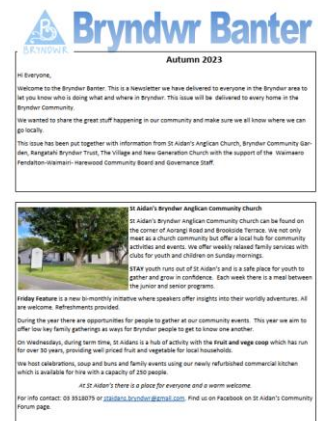 BRYNDWR
Bryndwr Banter
Autumn 2023
Hi Everyone,
Welcome to the Bryndwr Banter. This is a Newsletter we have delivered to everyone in the Bryndwr area to
let you know who is doing what and where in Bryndwr. This issue will be delivered to every home in the
Bryndwr Community.
We wanted to share the great stuff happening in our community and make sure we all know where we can
go locally.
This issue has been put together with information from St Aidan's Church, Bryndwr Community Gar-
den, Rangatahi Bryndwr Trust, The Village and New Generation Church with the support of the Waimaero
Fendalton-Waimairi- Harewood Community Board and Governance Staff.
St Aidan's Bryndwr Anglican Community Church
St Aidan's Bryndwr Anglican Community Church can be found on
the corner of Aorangi Road and Brookside Terrace. We not only
meet as a church community but offer a local hub for community
activities and events. We offer weekly relaxed family services with
clubs for youth and children on Sunday mornings.
STAY youth runs out of St Aidan's and is a safe place for youth to
gather and grow in confidence. Each week there is a meal between
the junior and senior programs.
Friday Feature is a new bi-monthly initiative where speakers offer insights into their worldly adventures. All
are welcome. Refreshments provided.
During the year there are opportunities for people to gather at our community events. This year we aim to
offer low key family gatherings as ways for Bryndwr people to get to know one another.
On Wednesdays, during term time, St Aidans is a hub of activity with the Fruit and vege coop which has run
for over 30 years, providing well priced fruit and vegetable for local households.
We host celebrations, soup and buns and family events using our newly refurbished commercial kitchen
which is available for hire with a capacity of 250 people.
At St Aidan's there is a place for everyone and a warm welcome.
For info contact: 03 3518075 or staidans.bryndwr@gmail.com. Find us on Facebook on St Aidan's Community
Forum page.